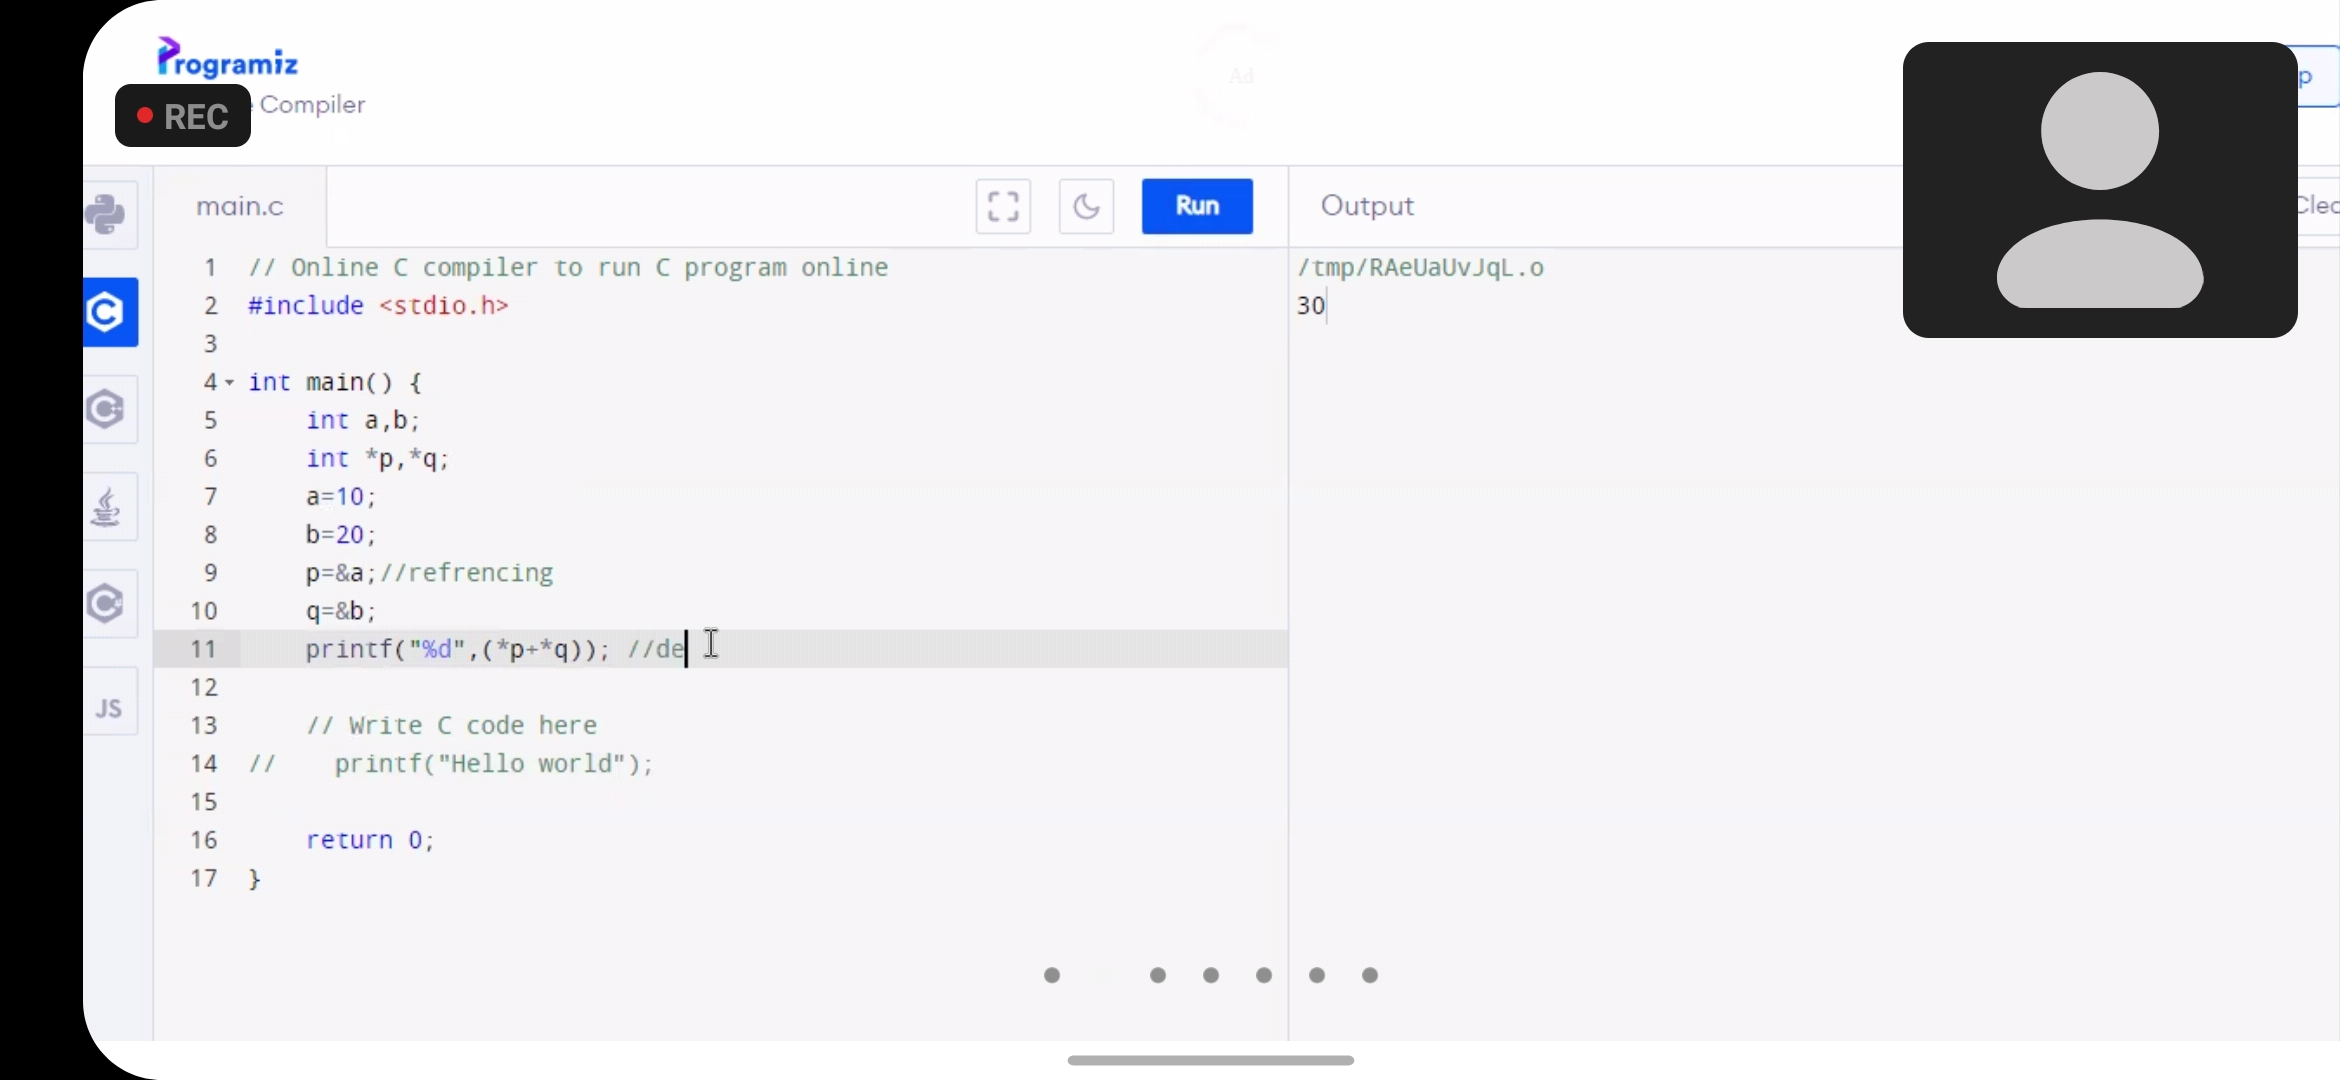 Programiz
Compiler
REC
Ad
p
main.c
Run
Output
Clea
1 // Online C compiler to run C program online
2 #include <stdio.h>
3
4 int main() {
5 int a,b;
6 int *p,*q;
7 a=10;
8 b=20;
9 p=&a;//refrencing
10 q=&b;
11 printf("%d",(*p+*q)); //de
12
13 // Write C code here
14 // printf("Hello world");
15
16 return 0;
17 }
JS
/tmp/RAeUaUvJqL.o
30